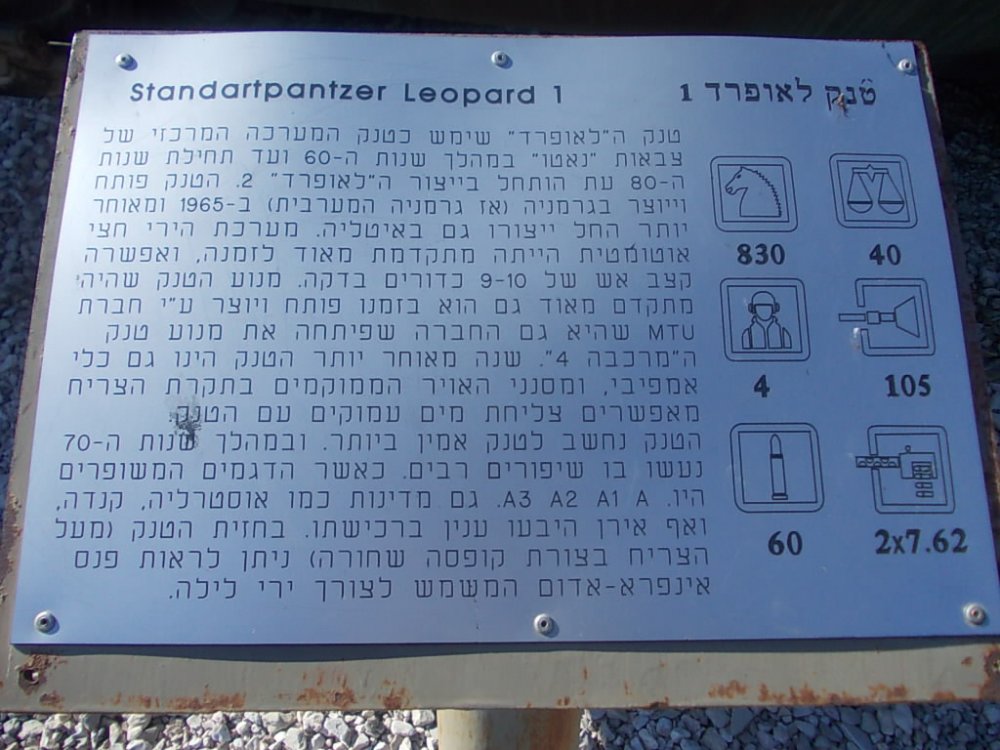 Standartpantzer Leopard 1
טנק לאופרד 1
טנק ה"לאופרד" שימש כטנק המערכה המרכזי של
צבאות "נאטו" במהלך שנות ה-60 ועד תחילת שנות
ה-80 עת הותחל בייצור ה"לאופרד" 2. הטנק פותח
וייוצר בגרמניה (אז גרמניה המערבית) ב-1965 ומאוחר
יותר החל ייצורו גם באיטליה. מערכת הירי חצי
אוטומטית הייתה מתקדמת מאוד לזמנה, ואפשרה
קצב אש של 9-10 כדורים בדקה. מנוע הטנק שהיה
מתקדם מאוד גם הוא בזמנו פותח ויוצר ע"י חברת
MTU שהיא גם החברה שפיתחה את מנוע טנק
ה"מרכבה 4". שנה מאוחר יותר הטנק הינו גם כלי
אמפיבי, ומסנני האויר הממוקמים בתקרת הצריח
מאפשרים צליחת מים עמוקים עם הטנק.
הטנק נחשב לטנק אמין ביותר. ובמהלך שנות ה-70
נעשו בו שיפורים רבים. כאשר הדגמים המשופרים
היו. A3 A2 A1 A. גם מדינות כמו אוסטרליה, קנדה,
ואף אירן היבעו ענין ברכישתו. בחזית הטנק (מעל
הצריח בצורת קופסה שחורה) ניתן לראות פנס
אינפרא-אדום המשמש לצורך ירי לילה.
830
40
4
105
60
2x7.62